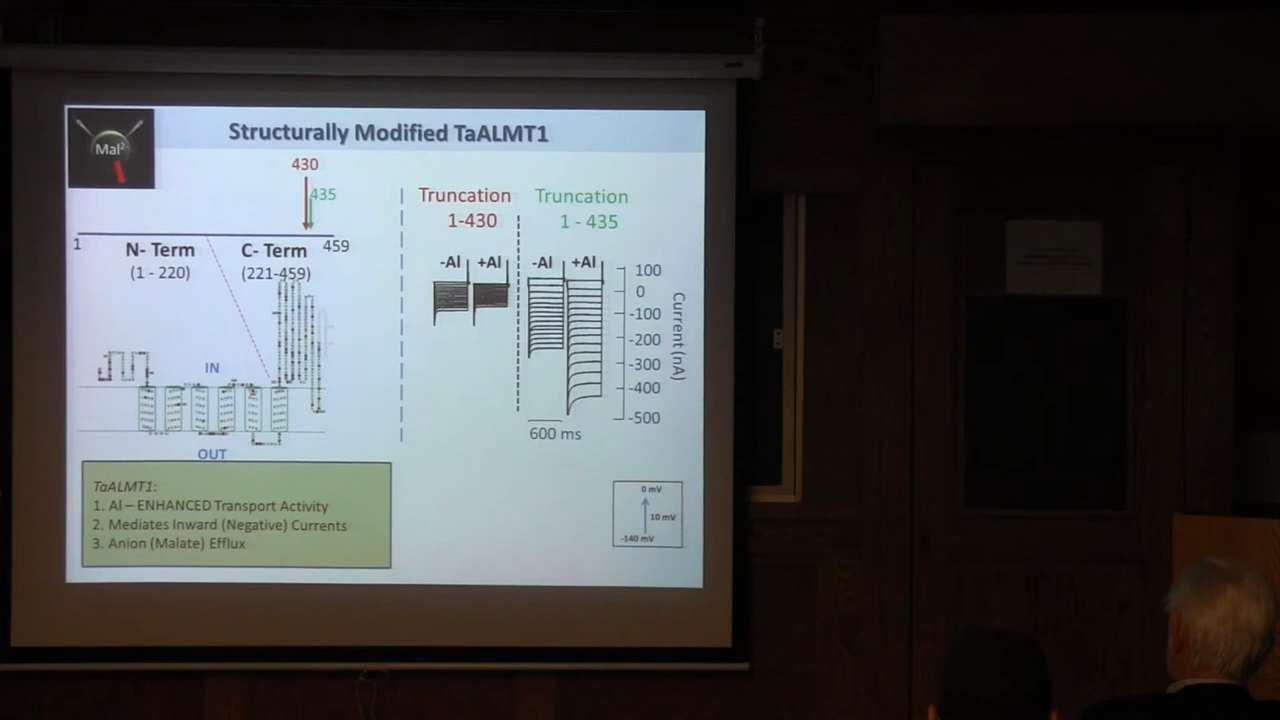 Structurally Modified TaALMT1
Mal2-
430
435
1
459
N- Term
C- Term
(1 - 220)
(221-459)
IN
OUT
TaALMT1:
1. Al – ENHANCED Transport Activity
2. Mediates Inward (Negative) Currents
3. Anion (Malate) Efflux
Truncation
1-430
Truncation
1 - 435
-Al
+Al
-Al
+Al
100
0
-100
-200
-300
-400
-500
Current (nA)
600 ms
0 mV
10 mV
-140 mV